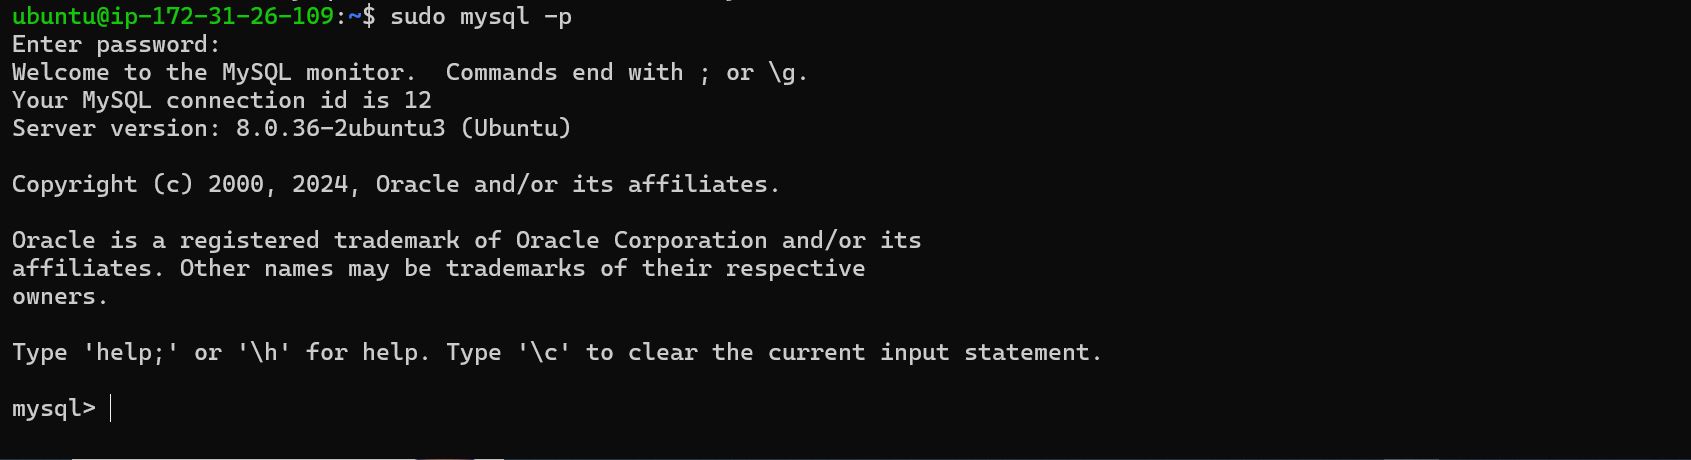 ubuntu@ip-172-31-26-109:~$ sudo mysql -p
Enter password:
Welcome to the MySQL monitor.  Commands end with ; or \g.
Your MySQL connection id is 12
Server version: 8.0.36-2ubuntu3 (Ubuntu)

Copyright (c) 2000, 2024, Oracle and/or its affiliates.

Oracle is a registered trademark of Oracle Corporation and/or its
affiliates. Other names may be trademarks of their respective
owners.

Type 'help;' or '\h' for help. Type '\c' to clear the current input statement.

mysql>